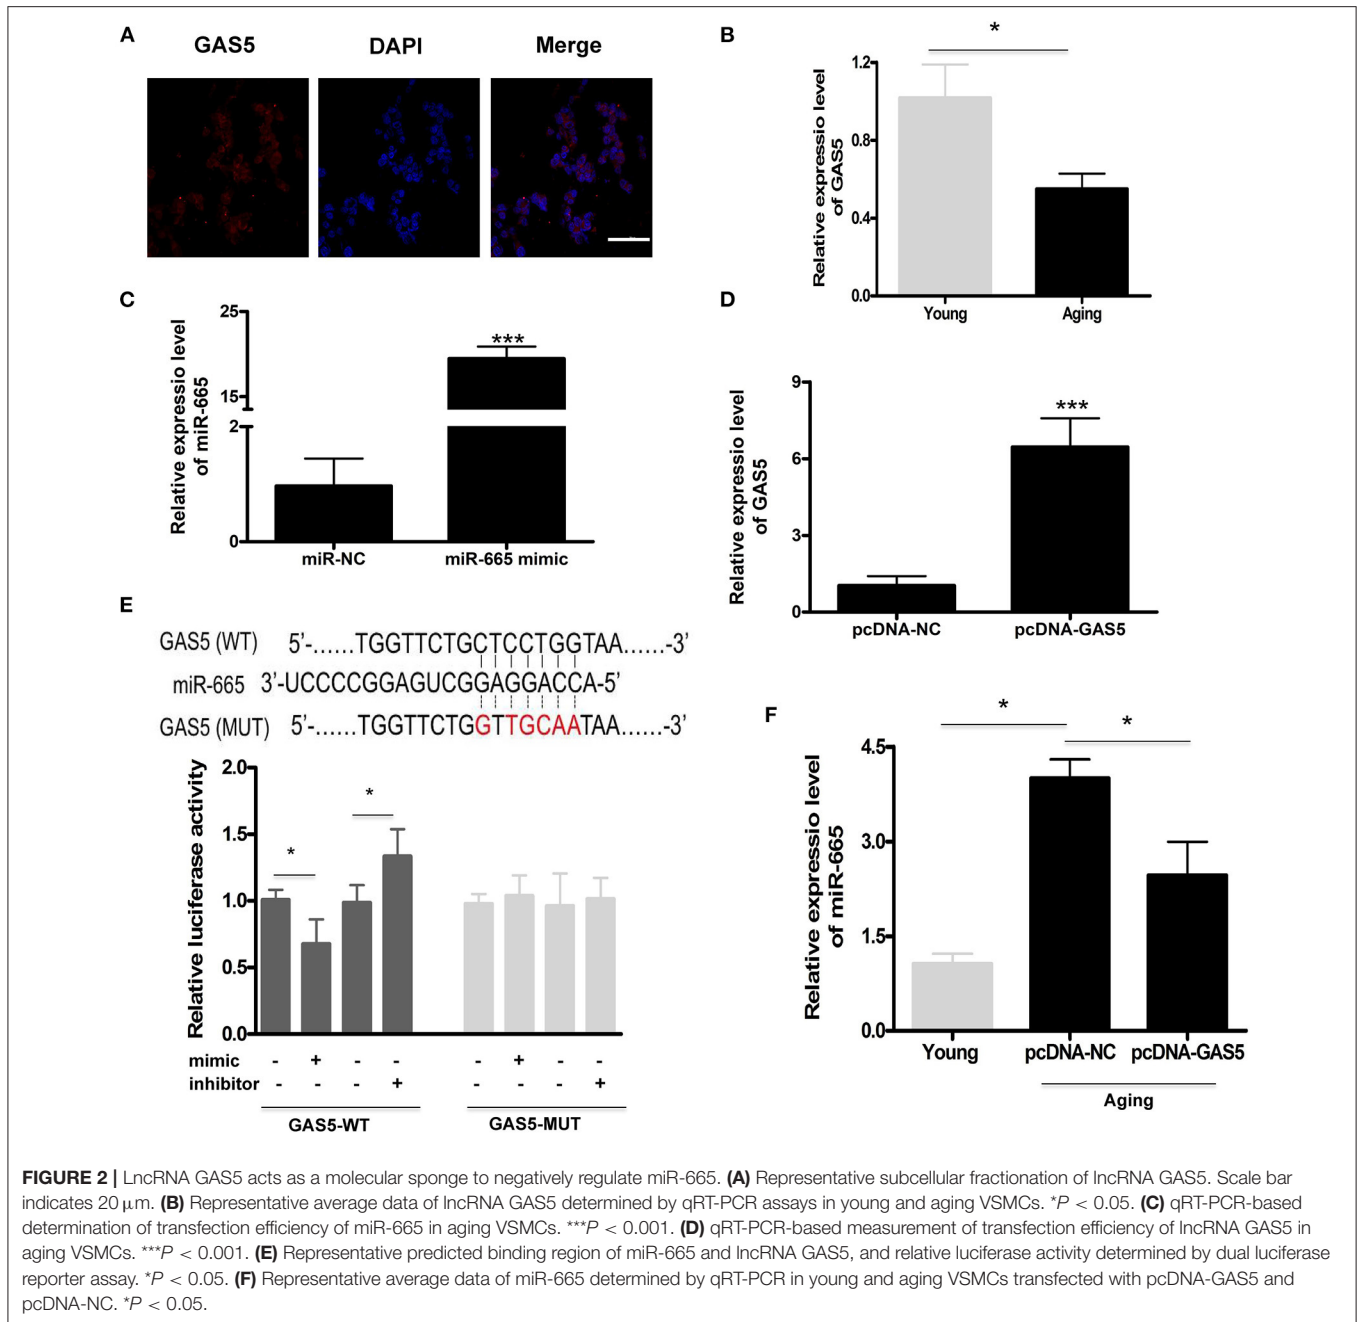 A
GAS5
DAPI
Merge
B
*
Relative expressio level
of GAS5
1.2
0.8
0.4
0.0
Young
Aging
C
Relative expressio level
of miR-665
25
15
2
0
***
miR-NC
miR-665 mimic
D
Relative expressio level
of GAS5
9
6
3
0
***
pcDNA-NC
pcDNA-GAS5
E
GAS5 (WT) 5’-......TGGTTCTGCTCCTGGTAA......-3’
miR-665 3’-UCCCCGGAGUCGGAGGACCA-5’
GAS5 (MUT) 5’-......TGGTTCTGGTTGCAATAA......-3’
Relative luciferase activity
2.0
1.5
1.0
0.5
0.0
*
*
mimic - + - - - + - -
inhibitor - - - + - - - +
GAS5-WT
GAS5-MUT
F
Relative expressio level
of miR-665
4.5
3.0
1.5
0.0
*
*
Young
pcDNA-NC
pcDNA-GAS5
Aging
FIGURE 2 | LncRNA GAS5 acts as a molecular sponge to negatively regulate miR-665. (A) Representative subcellular fractionation of lncRNA GAS5. Scale bar
indicates 20 μm. (B) Representative average data of lncRNA GAS5 determined by qRT-PCR assays in young and aging VSMCs. *P < 0.05. (C) qRT-PCR-based
determination of transfection efficiency of miR-665 in aging VSMCs. ***P < 0.001. (D) qRT-PCR-based measurement of transfection efficiency of lncRNA GAS5 in
aging VSMCs. ***P < 0.001. (E) Representative predicted binding region of miR-665 and lncRNA GAS5, and relative luciferase activity determined by dual luciferase
reporter assay. *P < 0.05. (F) Representative average data of miR-665 determined by qRT-PCR in young and aging VSMCs transfected with pcDNA-GAS5 and
pcDNA-NC. *P < 0.05.